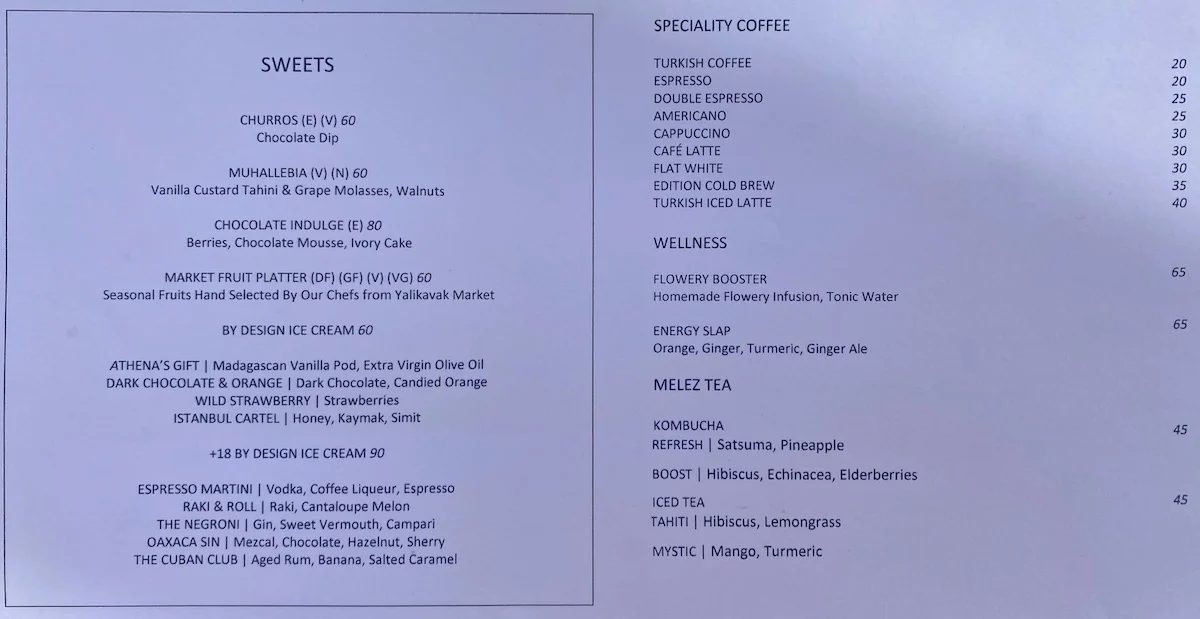 SWEETS
CHURROS (E) (V) 60
Chocolate Dip
MUHALLEBIA (V) (N) 60
Vanilla Custard Tahini & Grape Molasses, Walnuts
CHOCOLATE INDULGE (E) 80
Berries, Chocolate Mousse, Ivory Cake
MARKET FRUIT PLATTER (DF) (GF) (V) (VG) 60
Seasonal Fruits Hand Selected By Our Chefs from Yalikavak Market
BY DESIGN ICE CREAM 60
ATHENA'S GIFT | Madagascan Vanilla Pod, Extra Virgin Olive Oil
DARK CHOCOLATE & ORANGE | Dark Chocolate, Candied Orange
WILD STRAWBERRY | Strawberries
ISTANBUL CARTEL | Honey, Kaymak, Simit
+18 BY DESIGN ICE CREAM 90
ESPRESSO MARTINI | Vodka, Coffee Liqueur, Espresso
RAKI & ROLL | Raki, Cantaloupe Melon
THE NEGRONI | Gin, Sweet Vermouth, Campari
OAXACA SIN | Mezcal, Chocolate, Hazelnut, Sherry
THE CUBAN CLUB | Aged Rum, Banana, Salted Caramel
SPECIALITY COFFEE
TURKISH COFFEE 20
ESPRESSO 20
DOUBLE ESPRESSO 25
AMERICANO 25
CAPPUCCINO 30
CAFÉ LATTE 30
FLAT WHITE 30
EDITION COLD BREW 35
TURKISH ICED LATTE 40
WELLNESS
FLOWERY BOOSTER 65
Homemade Flowery Infusion, Tonic Water
ENERGY SLAP 65
Orange, Ginger, Turmeric, Ginger Ale
MELEZ TEA
KOMBUCHA 45
REFRESH | Satsuma, Pineapple
BOOST | Hibiscus, Echinacea, Elderberries
ICED TEA 45
TAHITI | Hibiscus, Lemongrass
MYSTIC | Mango, Turmeric